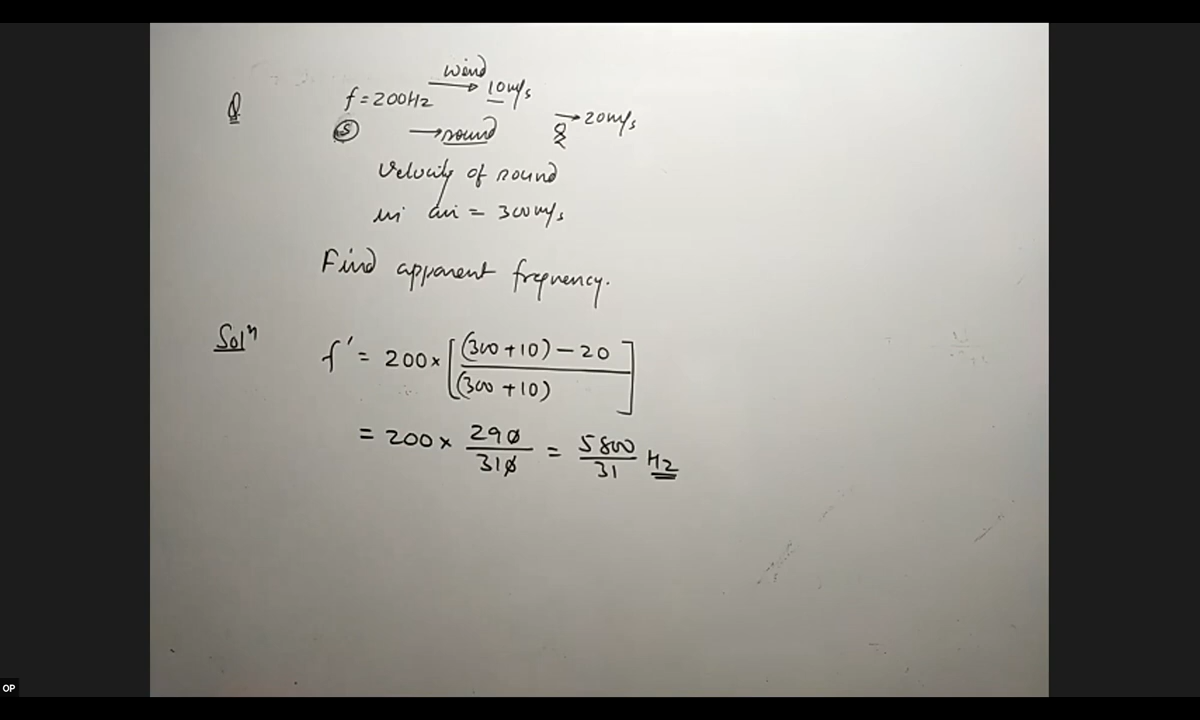 wind
Q f = 200Hz → 10m/s
S → sound → 20m/s
Velocity of sound
in air = 300m/s
Find apparent frequency.
Solⁿ f' = 200 × [(300 + 10) - 20 / (300 + 10)]
= 200 × 290/310 = 5800/31 Hz
OP